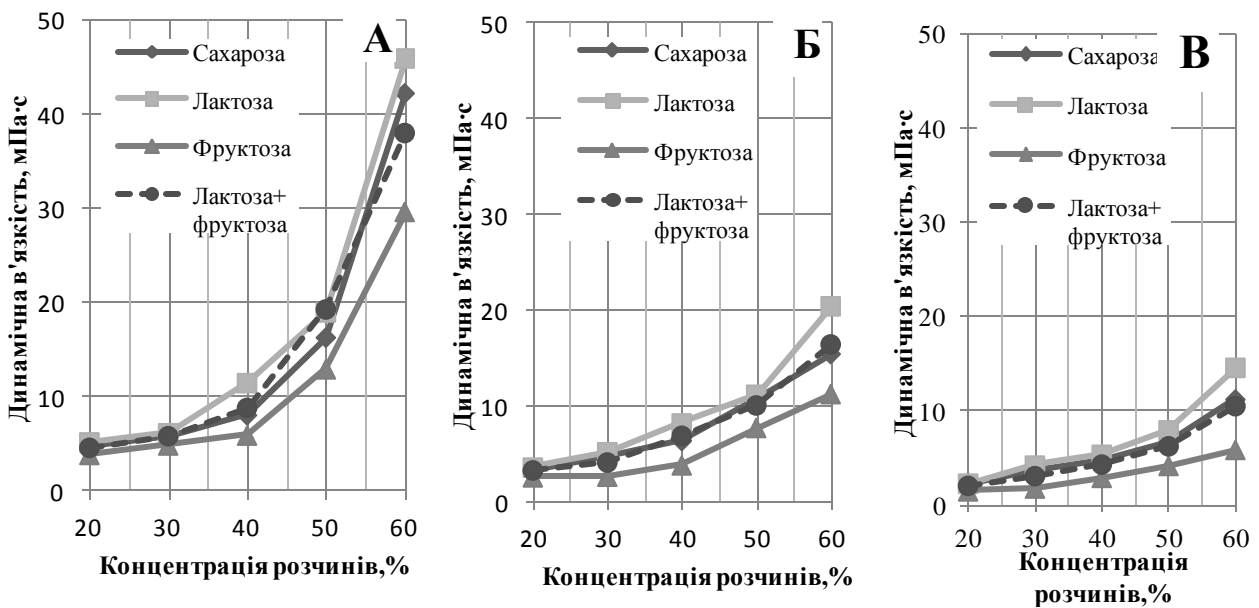 А
Динамічна в'язкість, мПа·с
50
40
30
20
10
0
Сахароза
Лактоза
Фруктоза
Лактоза+
фруктоза
20 30 40 50 60
Концентрація розчинів,%
Б
Динамічна в'язкість, мПа·с
50
40
30
20
10
0
Сахароза
Лактоза
Фруктоза
Лактоза+
фруктоза
20 30 40 50 60
Концентрація розчинів,%
В
Динамічна в'язкість, мПа·с
50
40
30
20
10
0
Сахароза
Лактоза
Фруктоза
Лактоза+
фруктоза
20 30 40 50 60
Концентрація
розчинів,%